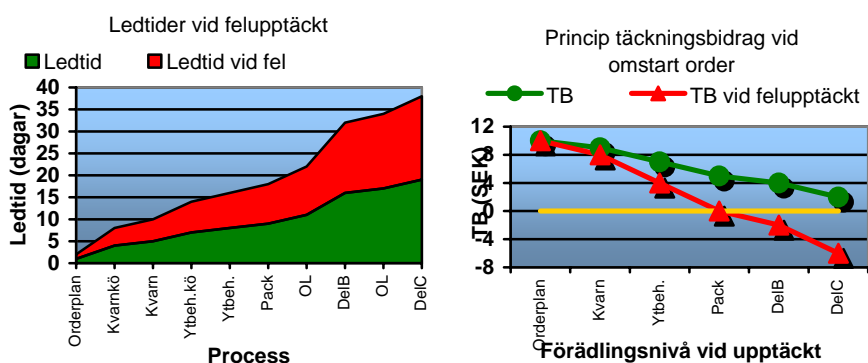 Ledtider vid felupptäckt
Ledtid
Ledtid vid fel
Ledtid (dagar)
40
35
30
25
20
15
10
5
0
Orderplan
Kvarnkö
Kvarn
Ytbeh.kö
Ytbeh.
Pack
OL
DelB
OL
DelC
Process
Princip täckningsbidrag vid
omstart order
TB
TB vid felupptäckt
TB (SEK)
12
8
4
0
-4
-8
Orderplan
Kvarn
Ytbeh.
Pack
DelB
DelC
Förädlingsnivå vid upptäckt